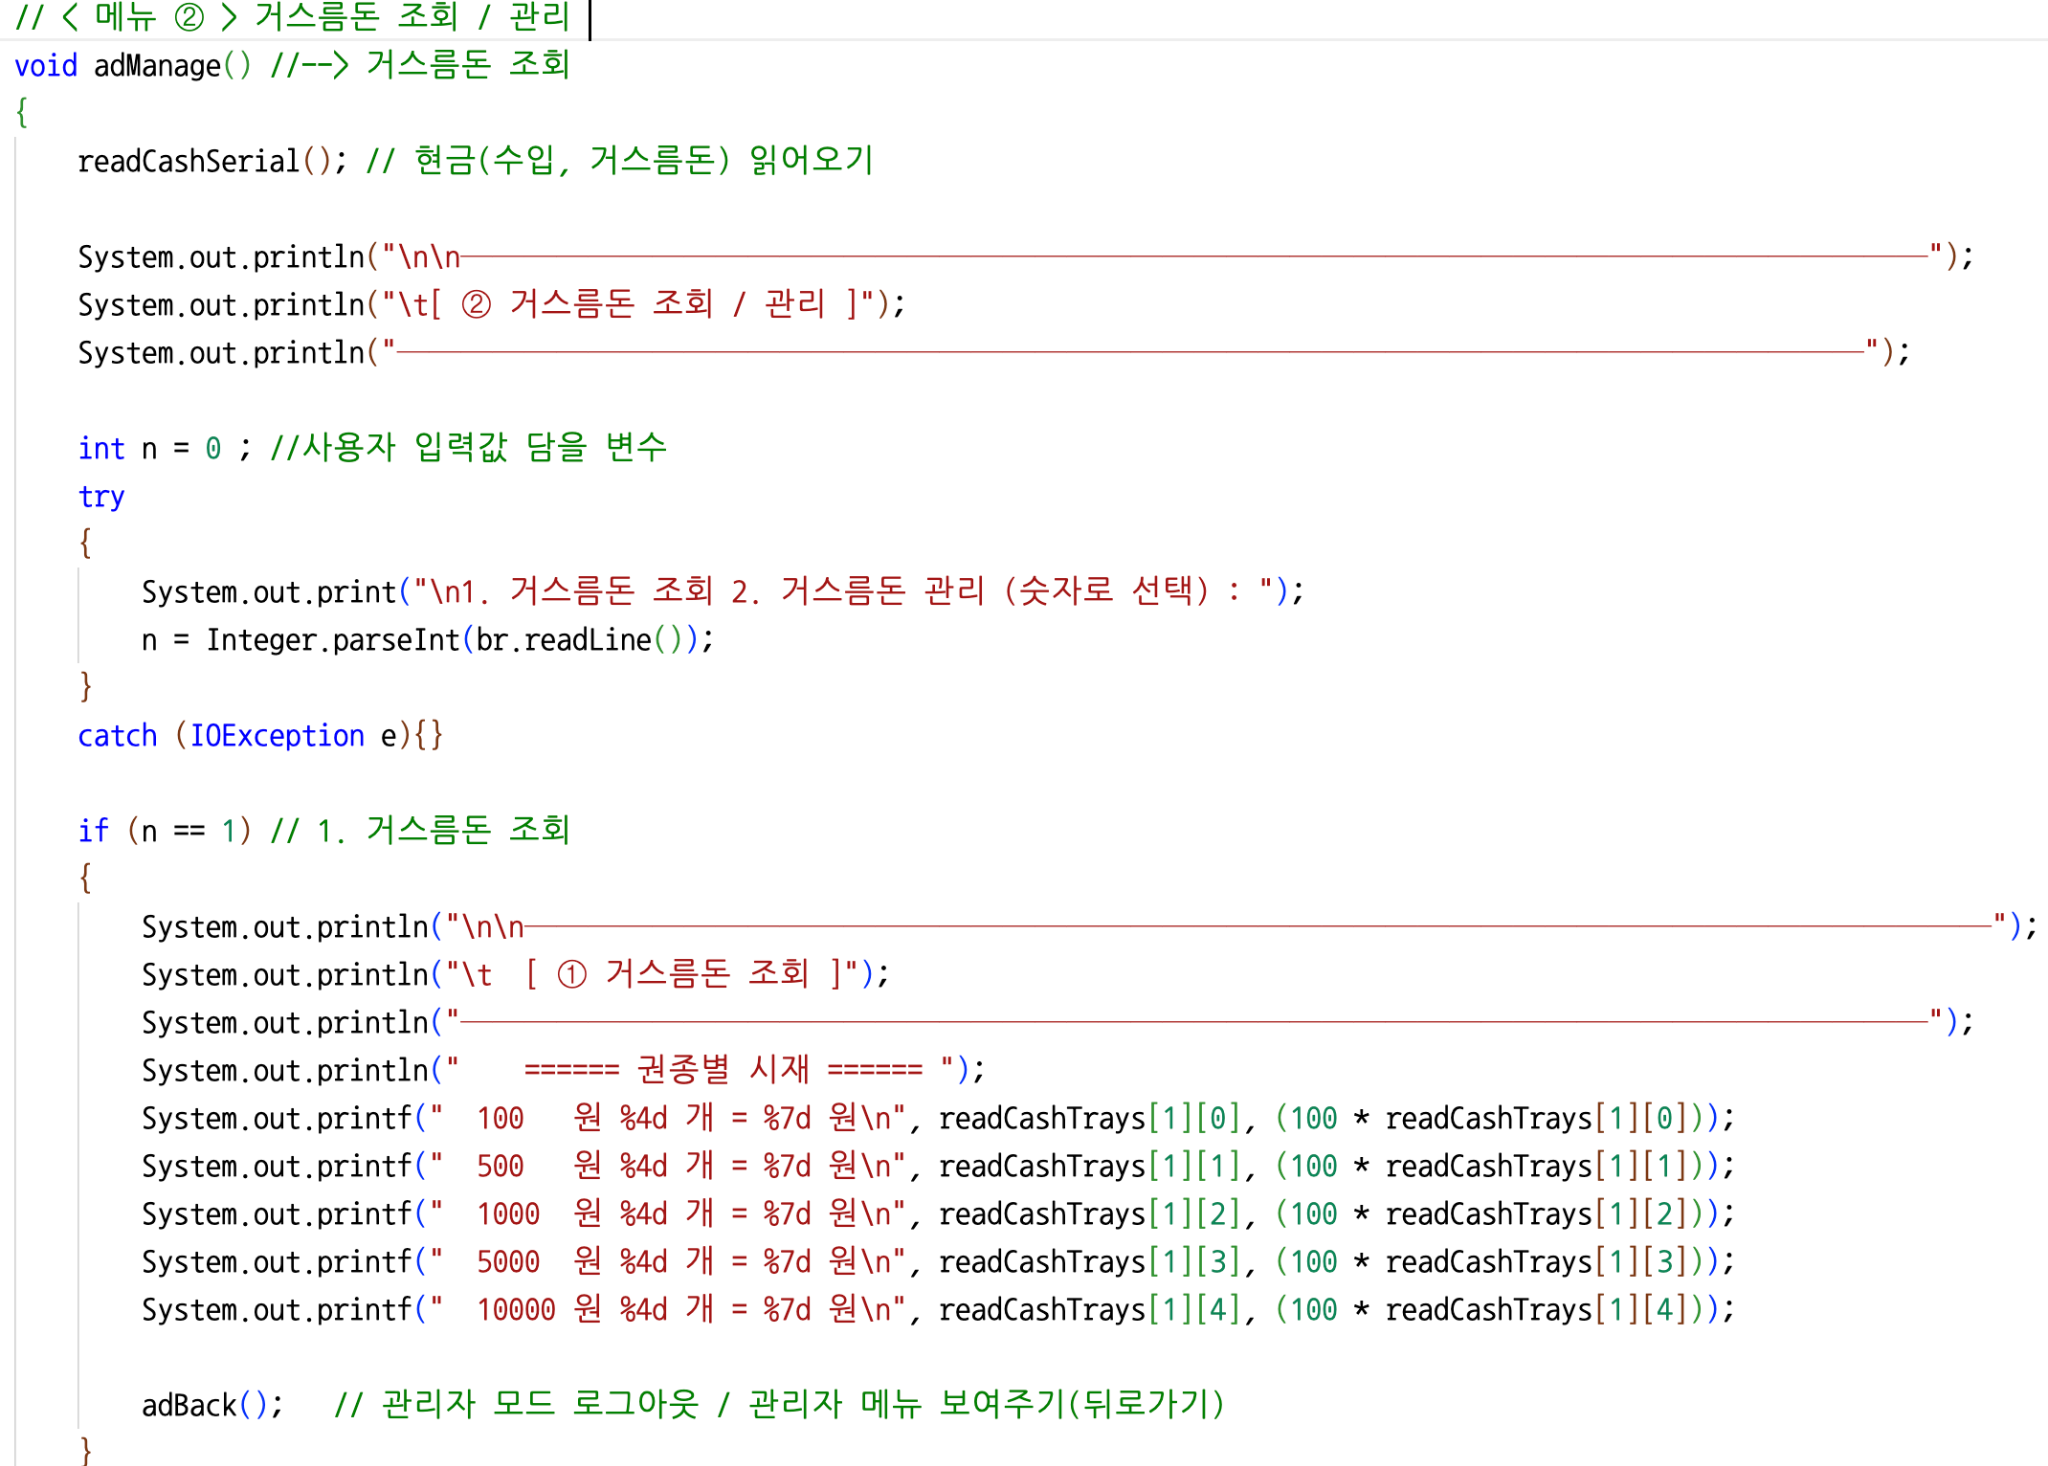 // < 메뉴 ② > 거스름돈 조회 / 관리
void adManage() //--> 거스름돈 조회
{
    readCashSerial(); // 현금(수입, 거스름돈) 읽어오기

    System.out.println("\n\n──────────────────────────────────────────────");
    System.out.println("\t[ ② 거스름돈 조회 / 관리 ]");
    System.out.println("──────────────────────────────────────────────");

    int n = 0 ; //사용자 입력값 담을 변수
    try
    {
        System.out.print("\n1. 거스름돈 조회 2. 거스름돈 관리 (숫자로 선택) : ");
        n = Integer.parseInt(br.readLine());
    }
    catch (IOException e){}

    if (n == 1) // 1. 거스름돈 조회
    {
        System.out.println("\n\n──────────────────────────────────────────────");
        System.out.println("\t  [ ① 거스름돈 조회 ]");
        System.out.println("──────────────────────────────────────────────");
        System.out.println("    ====== 권종별 시재 ====== ");
        System.out.printf("  100   원 %4d 개 = %7d 원\n", readCashTrays[1][0], (100 * readCashTrays[1][0]));
        System.out.printf("  500   원 %4d 개 = %7d 원\n", readCashTrays[1][1], (100 * readCashTrays[1][1]));
        System.out.printf("  1000  원 %4d 개 = %7d 원\n", readCashTrays[1][2], (100 * readCashTrays[1][2]));
        System.out.printf("  5000  원 %4d 개 = %7d 원\n", readCashTrays[1][3], (100 * readCashTrays[1][3]));
        System.out.printf("  10000 원 %4d 개 = %7d 원\n", readCashTrays[1][4], (100 * readCashTrays[1][4]));

        adBack();   // 관리자 모드 로그아웃 / 관리자 메뉴 보여주기(뒤로가기)
    }